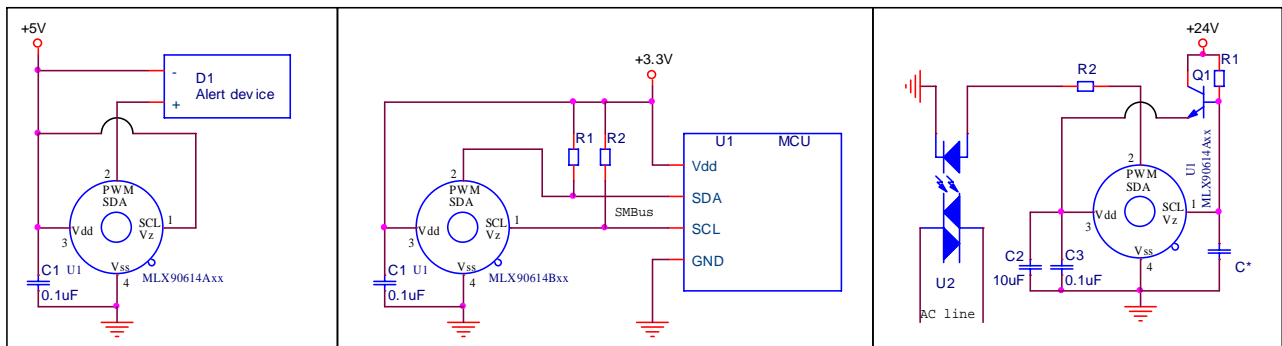 +5V
D1
Alert device
-
+
2
PWM
SDA
SCL
Vz
1
Vdd
3
Vss
4
C1
U1
0.1uF
MLX90614Axx
+3.3V
R1
R2
U1
MCU
Vdd
SDA
SCL
GND
SMBus
2
PWM
SDA
SCL
Vz
1
Vdd
3
Vss
4
C1
U1
0.1uF
MLX90614Bxx
+24V
R1
R2
Q1
U1
MLX90614Axx
2
PWM
SDA
SCL
Vz
1
Vdd
3
Vss
4
C2
10uF
C3
0.1uF
C*
U2
AC line